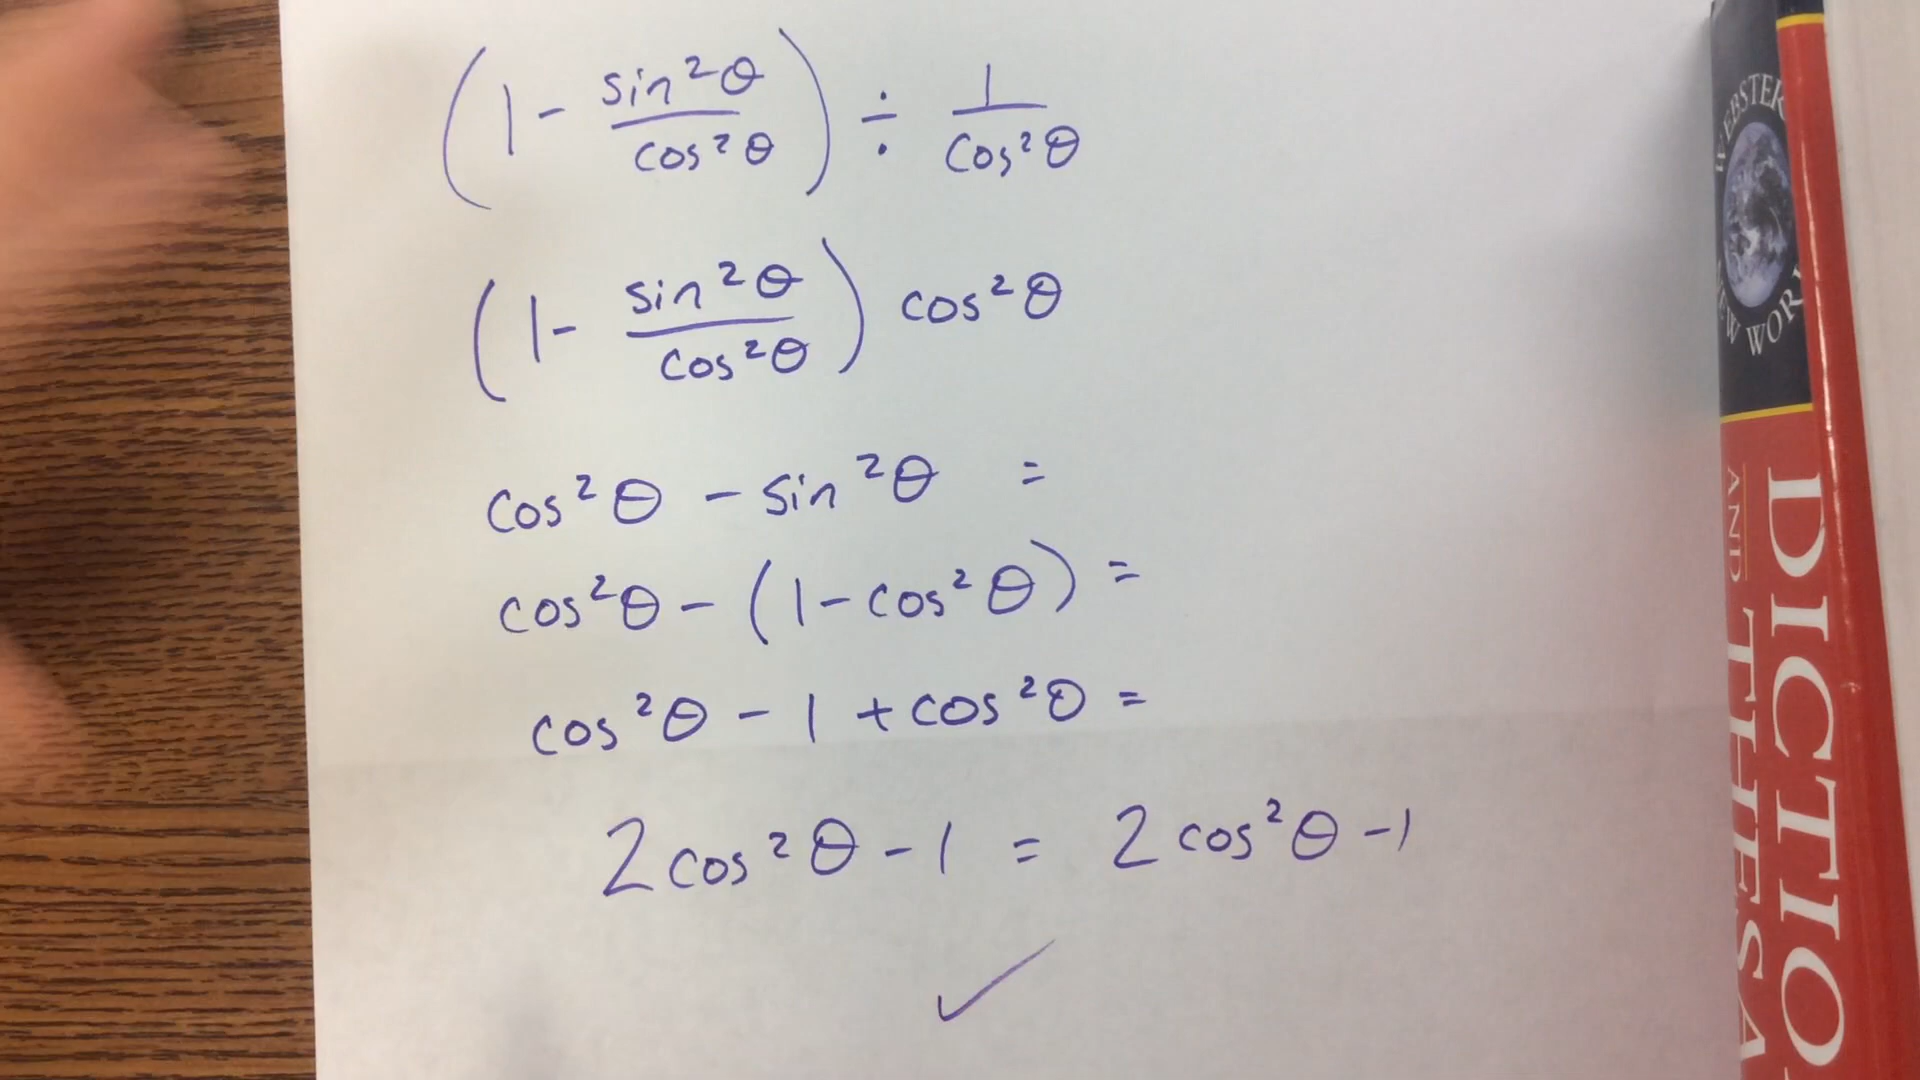 (1 - sin²θ/cos²θ) ÷ 1/cos²θ
(1 - sin²θ/cos²θ) cos²θ
cos²θ - sin²θ =
cos²θ - (1 - cos²θ) =
cos²θ - 1 + cos²θ =
2cos²θ - 1 = 2cos²θ - 1
✓
WEBSTER'
NEW WOR
DICTIO
AND THESA